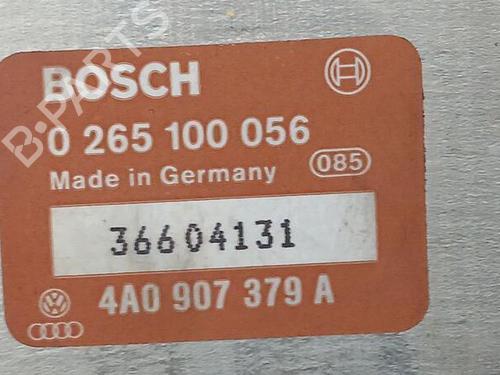 B-PARTS
BOSCH
0 265 100 056
Made in Germany
085
36604131
4A0 907 379 A